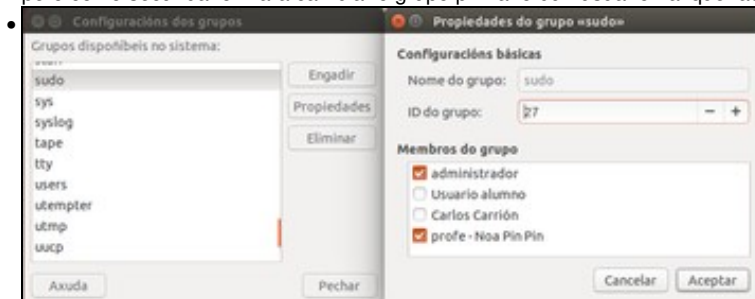 Configuracións dos grupos
Grupos dispoñíbeis no sistema:
sudo
sys
syslog
tape
tty
users
utempter
utmp
uucp
Engadir
Propiedades
Eliminar
Axuda
Pechar
Propiedades do grupo «sudo»
Configuracións básicas
Nome do grupo: sudo
ID do grupo: 27 − +
Membros do grupo
administrador
Usuario alumno
Carlos Carrión
profe - Noa Pin Pin
Cancelar
Aceptar